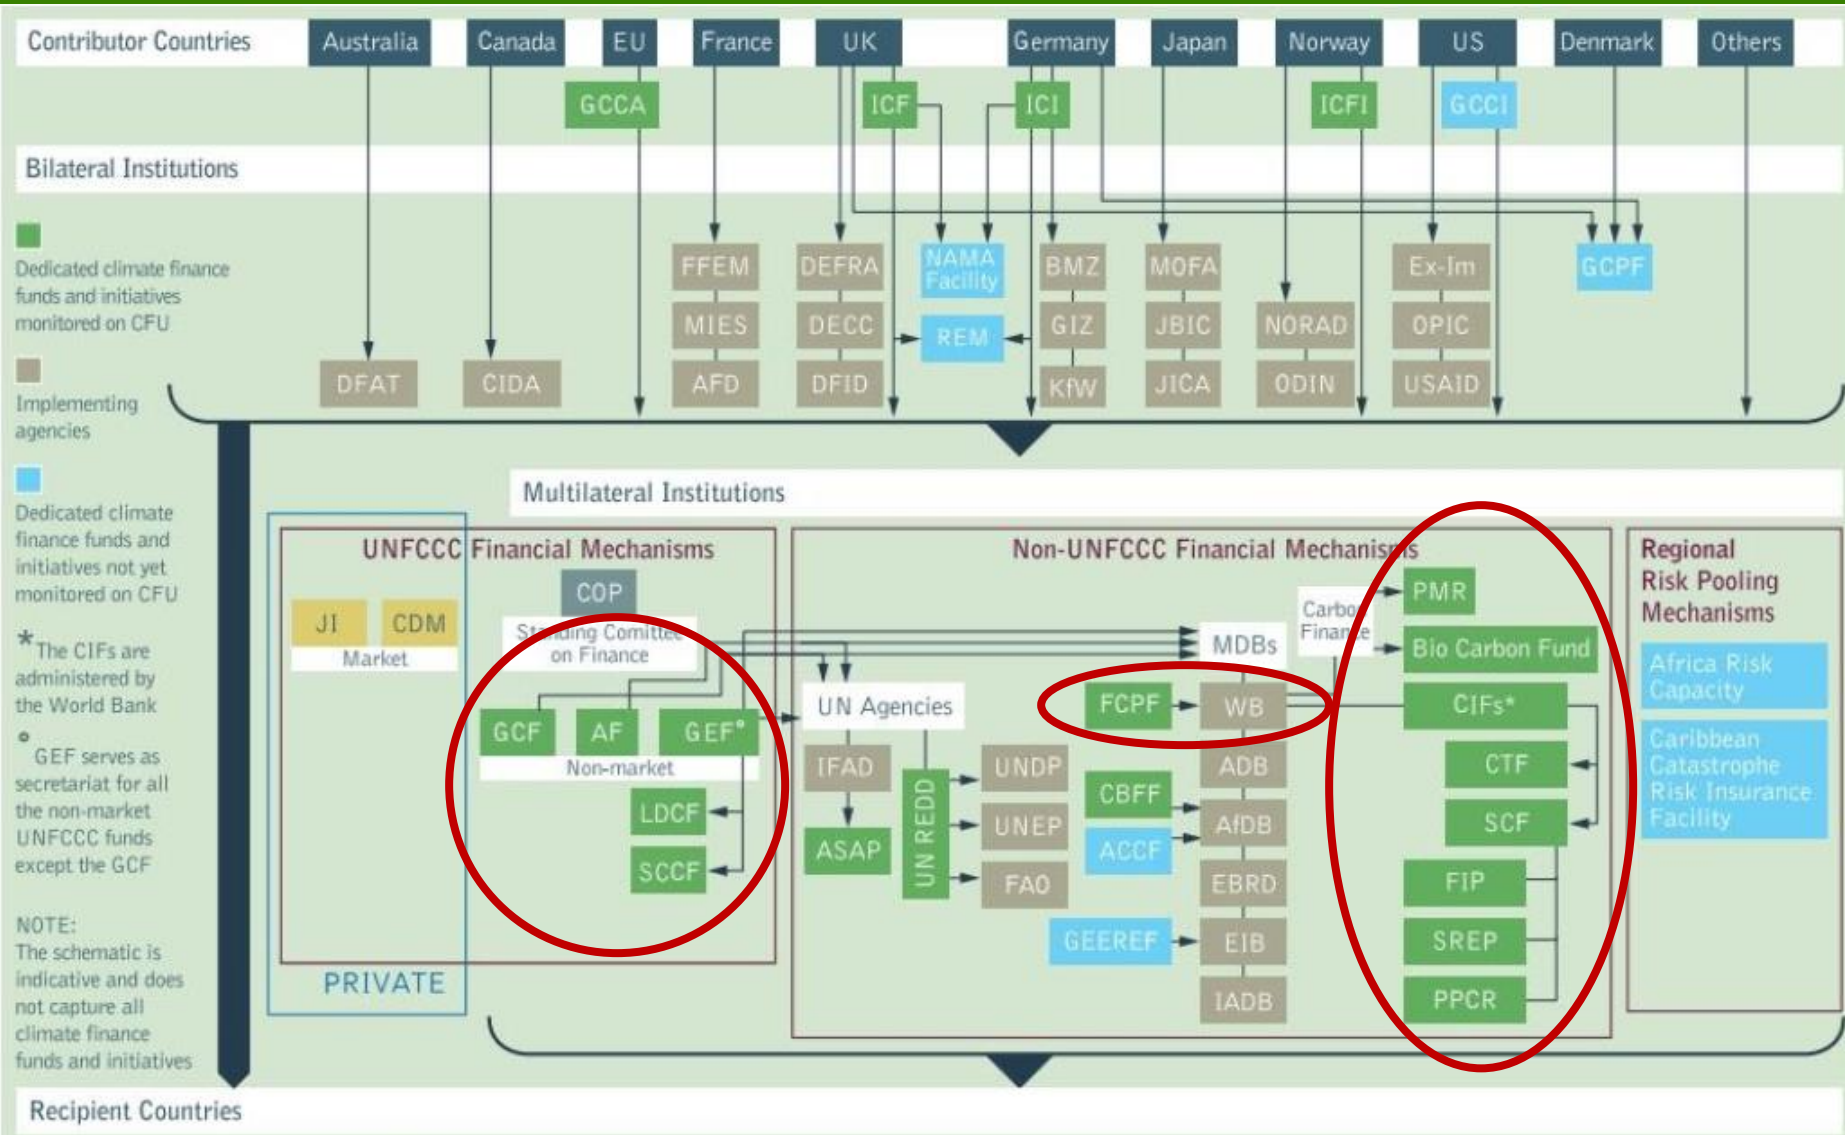 Contributor Countries
Australia
Canada
EU
France
UK
Germany
Japan
Norway
US
Denmark
Others
GCCA
ICF
ICI
ICFI
GCCI
Bilateral Institutions
Dedicated climate finance
funds and initiatives
monitored on CFU
Implementing
agencies
Dedicated climate
finance funds and
initiatives not yet
monitored on CFU
*The CIFs are
administered by
the World Bank
° GEF serves as
secretariat for all
the non-market
UNFCCC funds
except the GCF
NOTE:
The schematic is
indicative and does
not capture all
climate finance
funds and initiatives
DFAT
CIDA
FFEM
MIES
AFD
DEFRA
DECC
DFID
NAMA
Facility
REM
BMZ
GIZ
KfW
MOFA
JBIC
JICA
NORAD
ODIN
Ex-Im
OPIC
USAID
GCPF
Multilateral Institutions
UNFCCC Financial Mechanisms
JI
CDM
Market
PRIVATE
COP
Standing Comittee
on Finance
GCF
AF
GEF°
Non-market
LDCF
SCCF
Non-UNFCCC Financial Mechanisms
UN Agencies
IFAD
ASAP
UN REDD
UNDP
UNEP
FAO
MDBs
FCPF
WB
ADB
CBFF
ACCF
AfDB
EBRD
GEEREF
EIB
IADB
Carbon
Finance
PMR
Bio Carbon Fund
CIFs*
CTF
SCF
FIP
SREP
PPCR
Regional
Risk Pooling
Mechanisms
Africa Risk
Capacity
Caribbean
Catastrophe
Risk Insurance
Facility
Recipient Countries